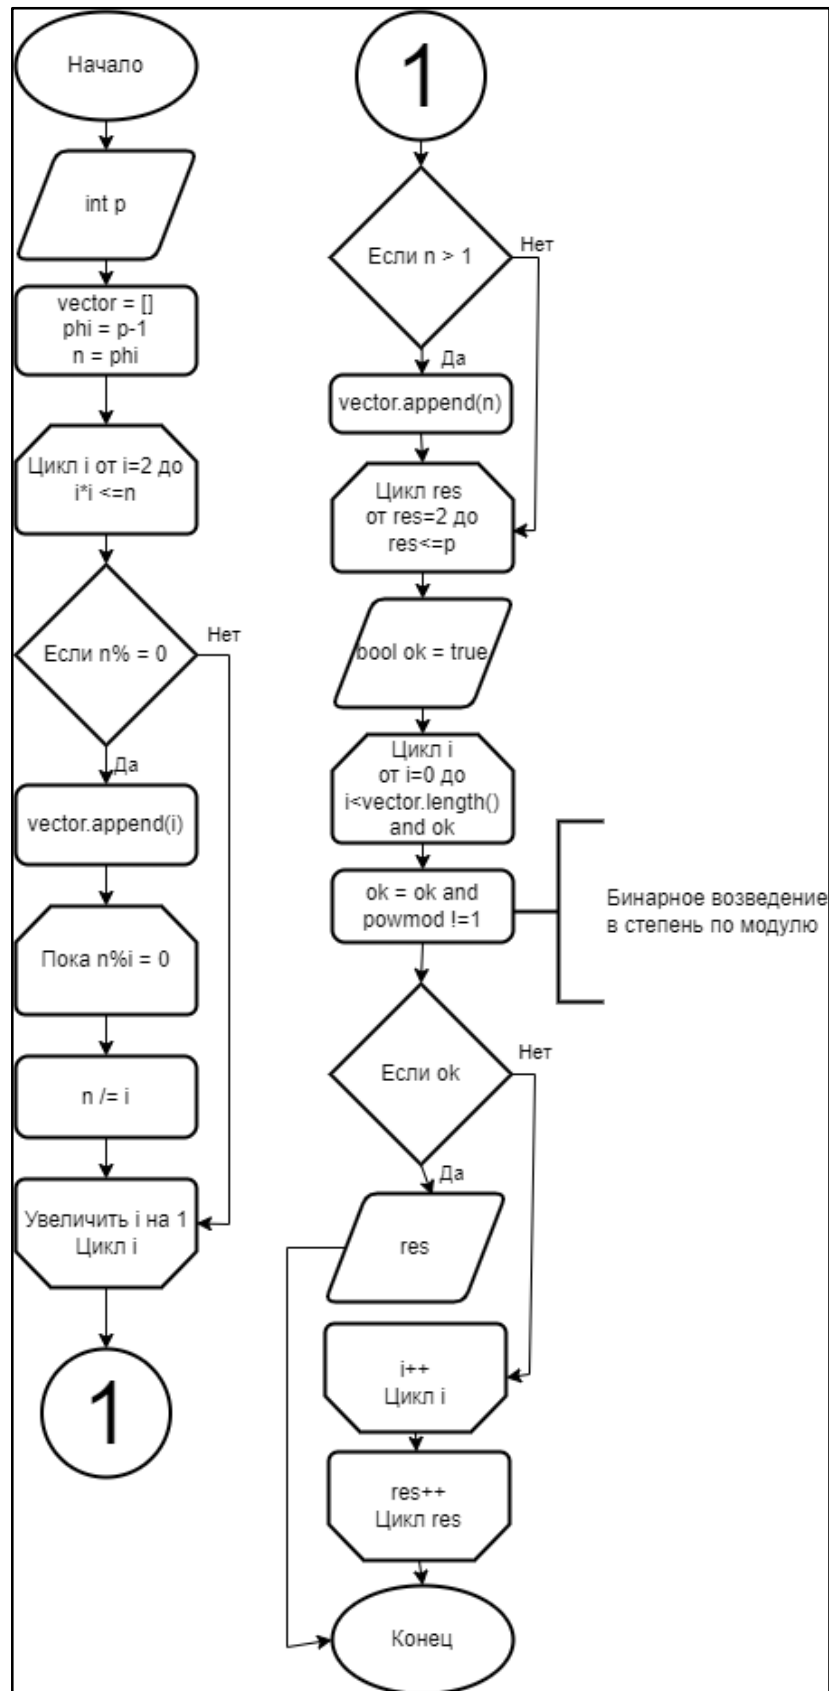 Начало
int p
vector = []
phi = p-1
n = phi
Цикл i от i=2 до
i*i <=n
Если n% = 0
Нет
Да
vector.append(i)
Пока n%i = 0
n /= i
Увеличить i на 1
Цикл i
1
1
Если n > 1
Нет
Да
vector.append(n)
Цикл res
от res=2 до
res<=p
bool ok = true
Цикл i
от i=0 до
i<vector.length()
and ok
ok = ok and
powmod !=1
Бинарное возведение
в степень по модулю
Если ok
Нет
Да
res
i++
Цикл i
res++
Цикл res
Конец